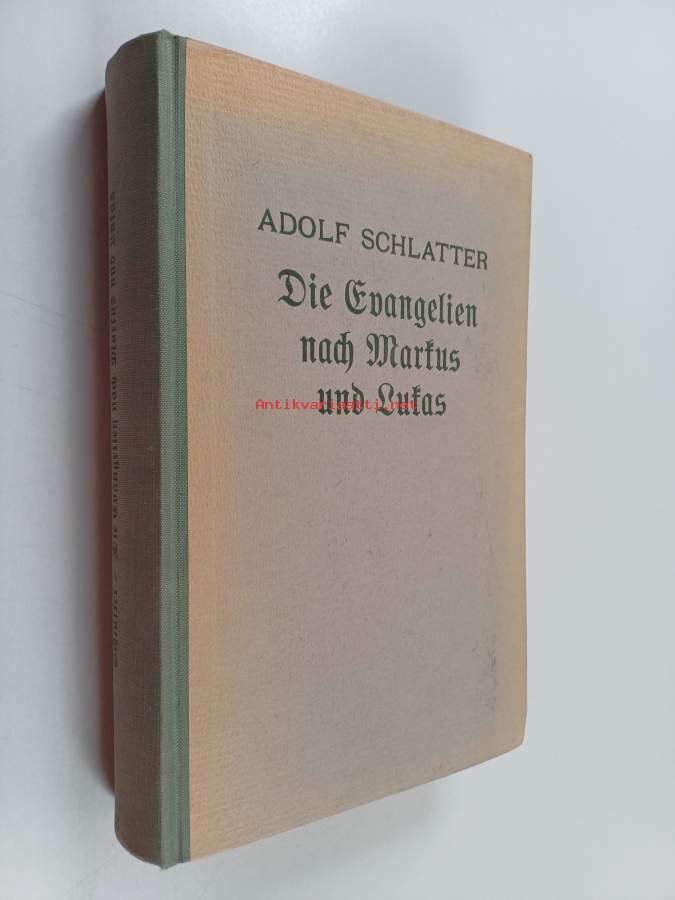 ADOLF SCHLATTER
Die Evangelien
nach Markus
und Lukas
Antikvariaatti.net